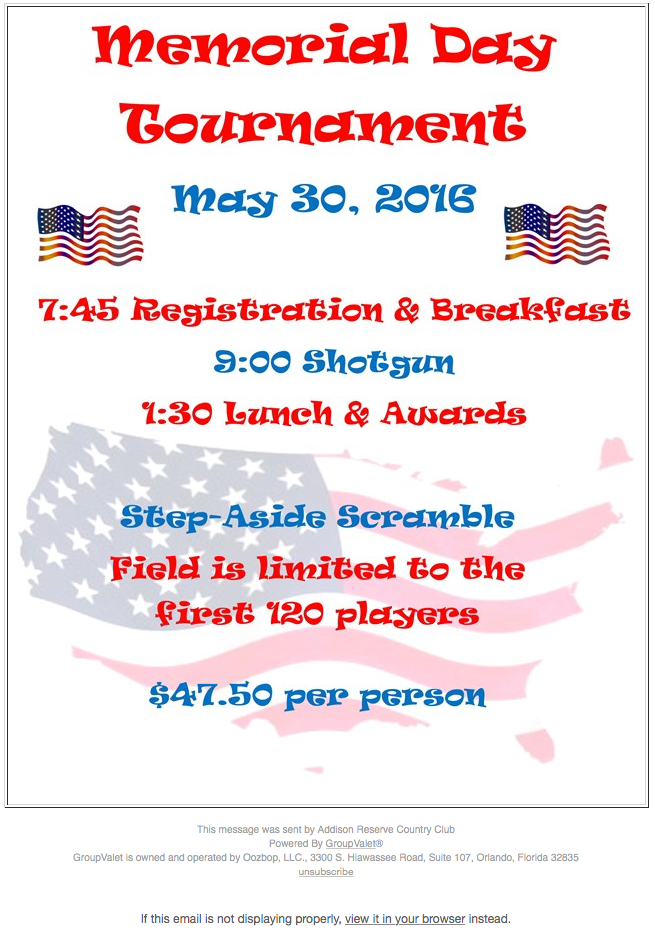 Memorial Day
Tournament
May 30, 2016
7:45 Registration & Breakfast
9:00 Shotgun
1:30 Lunch & Awards
Step-Aside Scramble
Field is limited to the
first 120 players
$47.50 per person
This message was sent by Addison Reserve Country Club
Powered By GroupValet®
GroupValet is owned and operated by Oozbop, LLC., 3300 S. Hiawassee Road, Suite 107, Orlando, Florida 32835
unsubscribe
If this email is not displaying properly, view it in your browser instead.